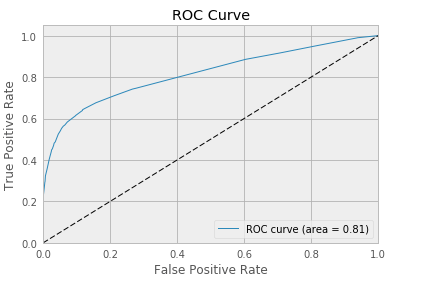 ROC Curve
True Positive Rate
1.0
0.8
0.6
0.4
0.2
0.0
ROC curve (area = 0.81)
0.0 0.2 0.4 0.6 0.8 1.0
False Positive Rate